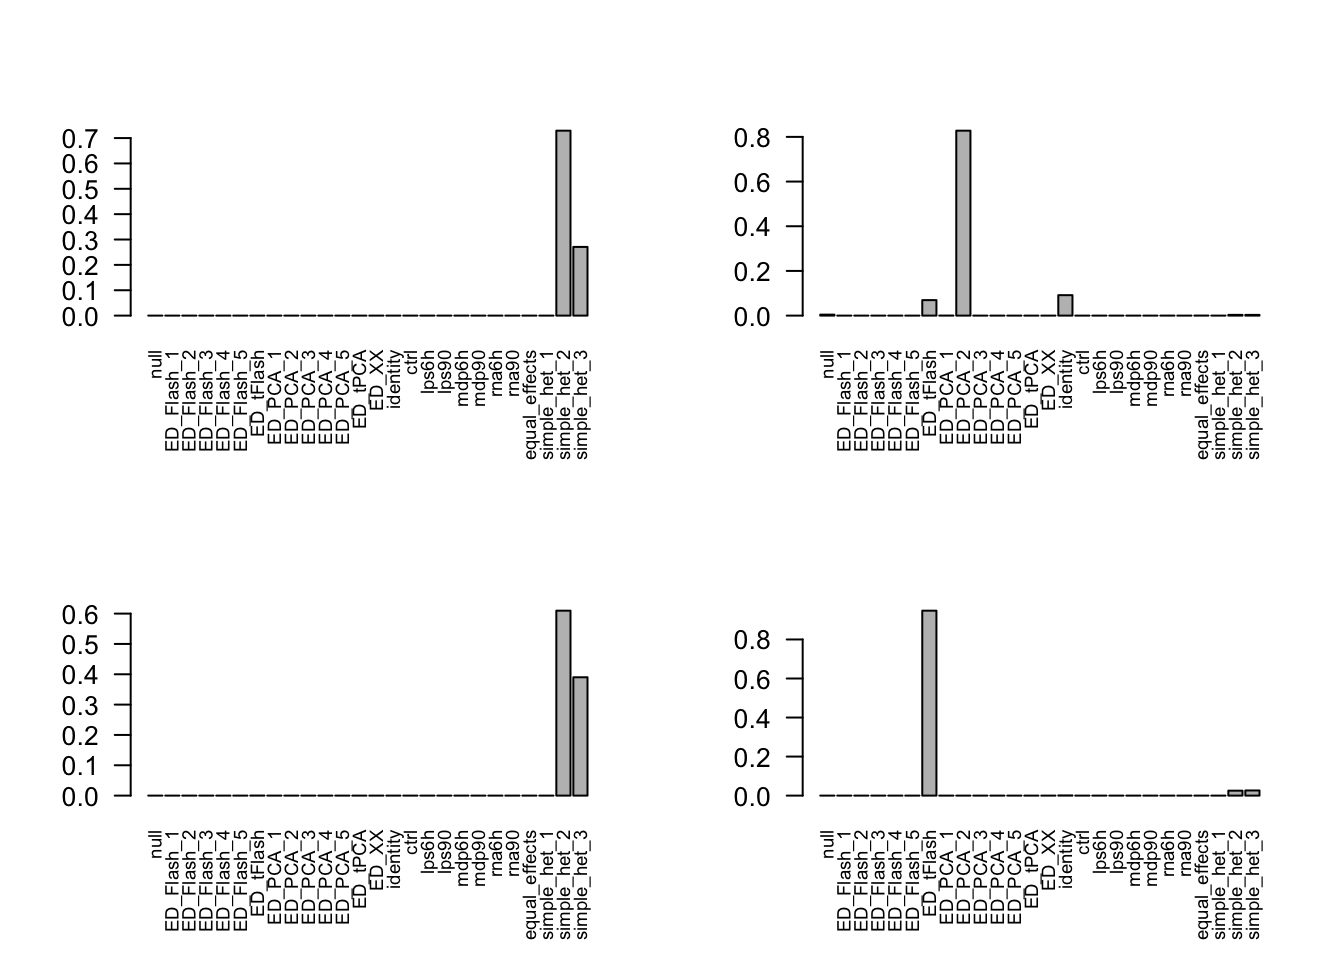 0.7
0.6
0.5
0.4
0.3
0.2
0.1
0.0
null
ED_Flash_1
ED_Flash_2
ED_Flash_3
ED_Flash_4
ED_Flash_5
ED_tFlash
ED_PCA_1
ED_PCA_2
ED_PCA_3
ED_PCA_4
ED_PCA_5
ED_tPCA
ED_XX
identity
ctrl
lps6h
lps90
mdp6h
mdp90
rna6h
rna90
equal_effects
simple_het_1
simple_het_2
simple_het_3
0.8
0.6
0.4
0.2
0.0
null
ED_Flash_1
ED_Flash_2
ED_Flash_3
ED_Flash_4
ED_Flash_5
ED_tFlash
ED_PCA_1
ED_PCA_2
ED_PCA_3
ED_PCA_4
ED_PCA_5
ED_tPCA
ED_XX
identity
ctrl
lps6h
lps90
mdp6h
mdp90
rna6h
rna90
equal_effects
simple_het_1
simple_het_2
simple_het_3
0.6
0.5
0.4
0.3
0.2
0.1
0.0
null
ED_Flash_1
ED_Flash_2
ED_Flash_3
ED_Flash_4
ED_Flash_5
ED_tFlash
ED_PCA_1
ED_PCA_2
ED_PCA_3
ED_PCA_4
ED_PCA_5
ED_tPCA
ED_XX
identity
ctrl
lps6h
lps90
mdp6h
mdp90
rna6h
rna90
equal_effects
simple_het_1
simple_het_2
simple_het_3
0.8
0.6
0.4
0.2
0.0
null
ED_Flash_1
ED_Flash_2
ED_Flash_3
ED_Flash_4
ED_Flash_5
ED_tFlash
ED_PCA_1
ED_PCA_2
ED_PCA_3
ED_PCA_4
ED_PCA_5
ED_tPCA
ED_XX
identity
ctrl
lps6h
lps90
mdp6h
mdp90
rna6h
rna90
equal_effects
simple_het_1
simple_het_2
simple_het_3